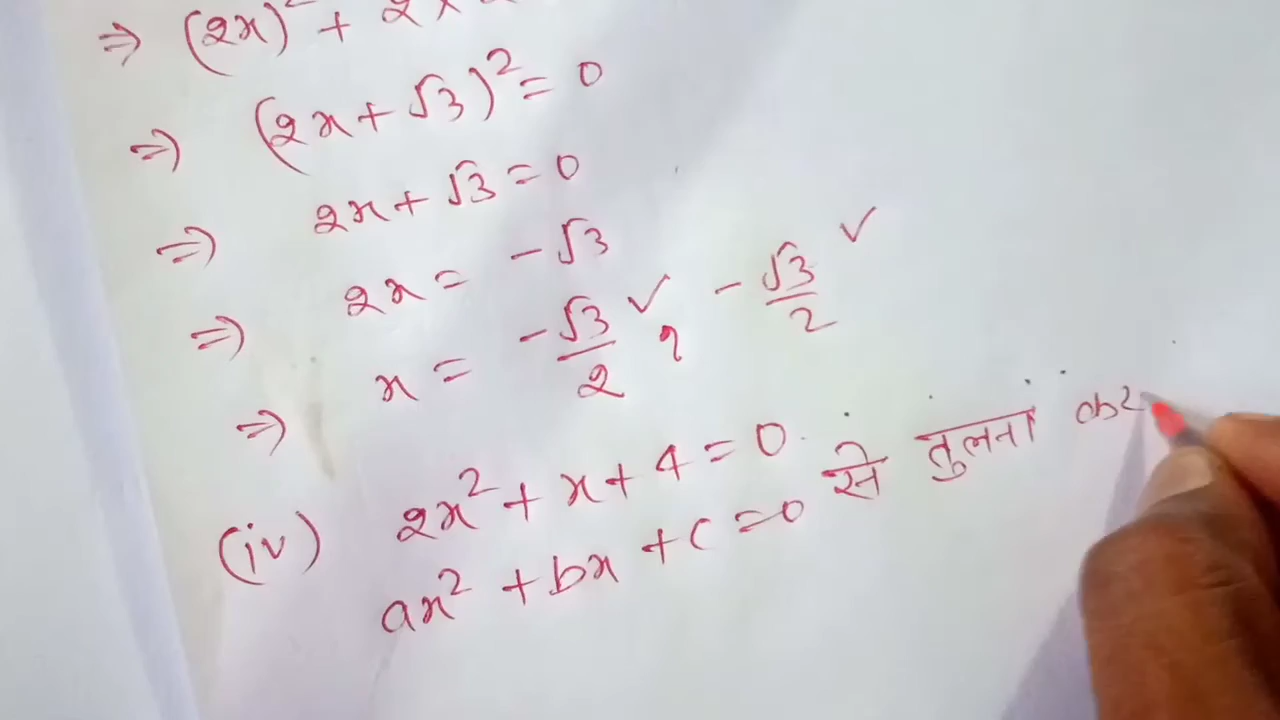 ⇒ (2x)² + 2×
⇒ (2x+√3)² = 0
⇒ 2x+√3 = 0
⇒ 2x = -√3
⇒ x = -√3/2 ✓, -√3/2 ✓
(iv) 2x² + x + 4 = 0
ax² + bx + c = 0 से तुलना